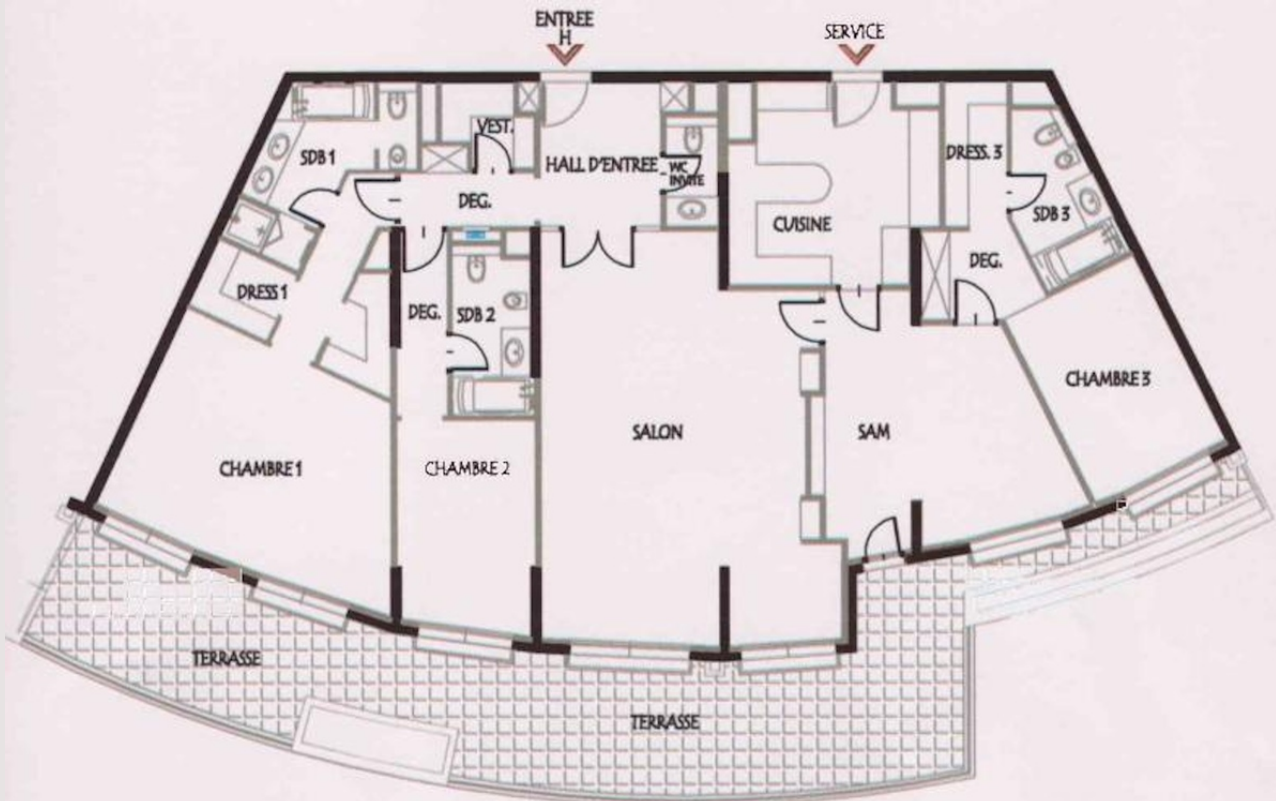 ENTREE
H
SERVICE
SDB 1
VEST.
HALL D'ENTREE
WC
INVITE
DRESS. 3
DEG.
CUISINE
SDB 3
DEG.
DRESS 1
DEG.
SDB 2
CHAMBRE 3
SALON
SAM
CHAMBRE 1
CHAMBRE 2
TERRASSE
TERRASSE